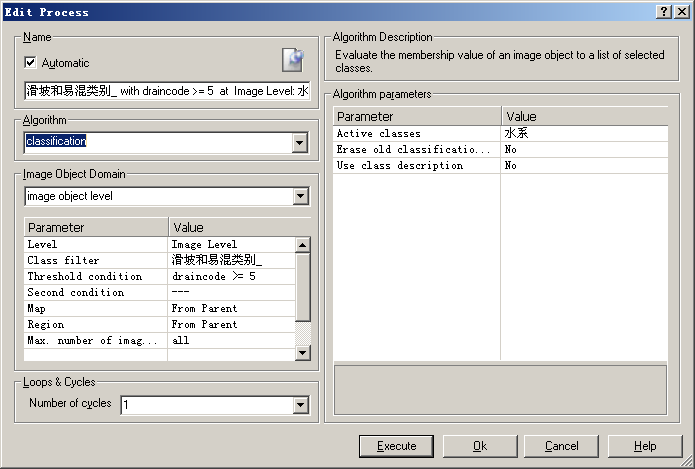 Edit Process
Name
Automatic
滑坡和易混类别_ with draincode >= 5 at Image Level: 水
Algorithm
classification
Image Object Domain
image object level
Parameter Value
Level Image Level
Class filter 滑坡和易混类别_
Threshold condition draincode >= 5
Second condition ---
Map From Parent
Region From Parent
Max. number of imag... all
Loops & Cycles
Number of cycles 1
Algorithm Description
Evaluate the membership value of an image object to a list of selected
classes.
Algorithm parameters
Parameter Value
Active classes 水系
Erase old classificatio... No
Use class description No
Execute Ok Cancel Help